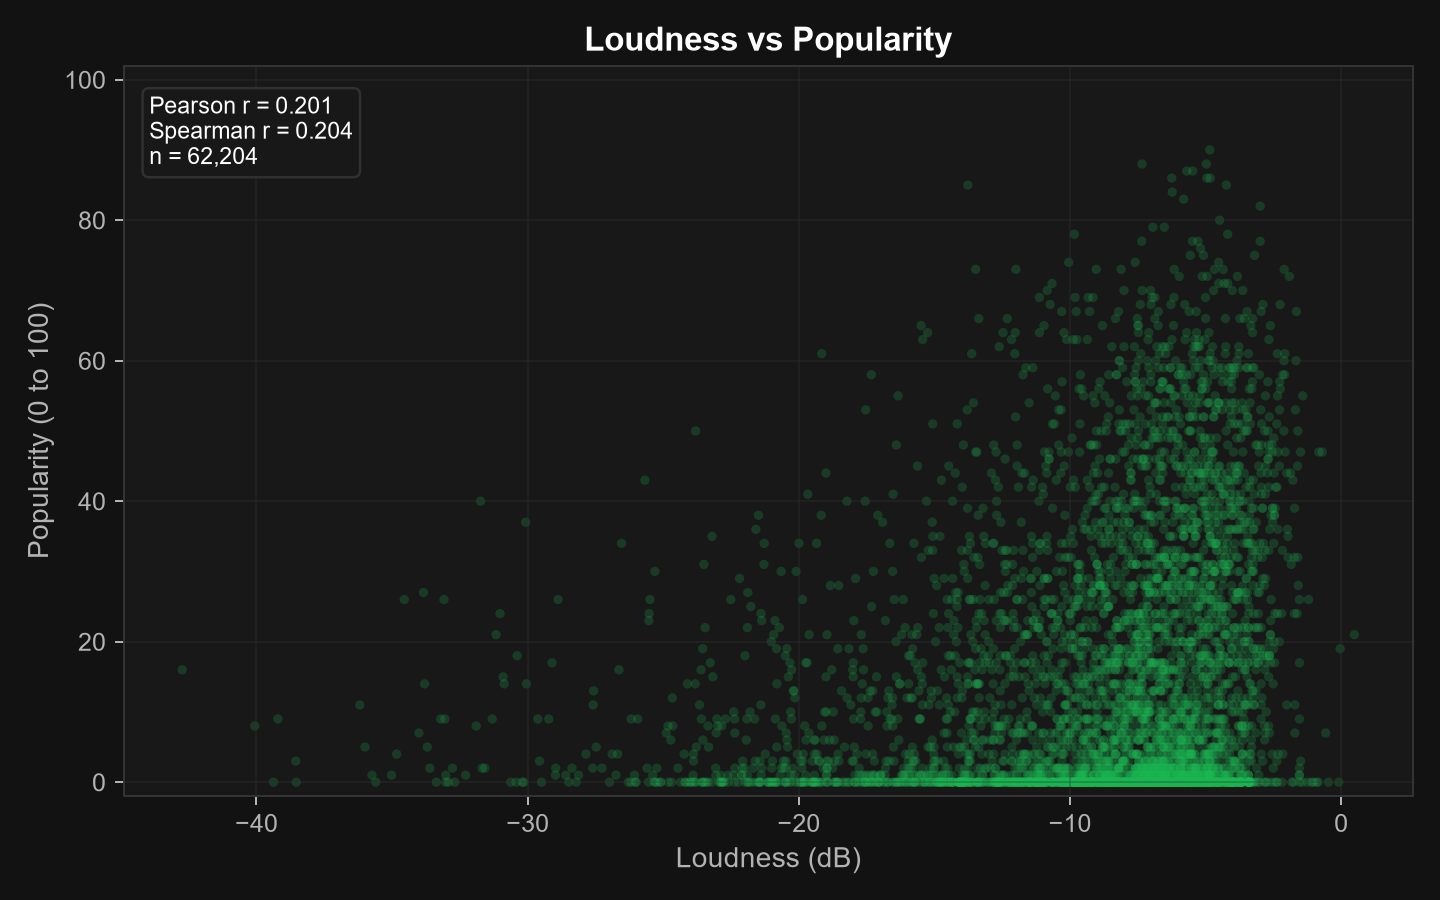 Loudness vs Popularity
Pearson r = 0.201
Spearman r = 0.204
n = 62,204
Popularity (0 to 100)
100
80
60
40
20
0
−40
−30
−20
−10
0
Loudness (dB)